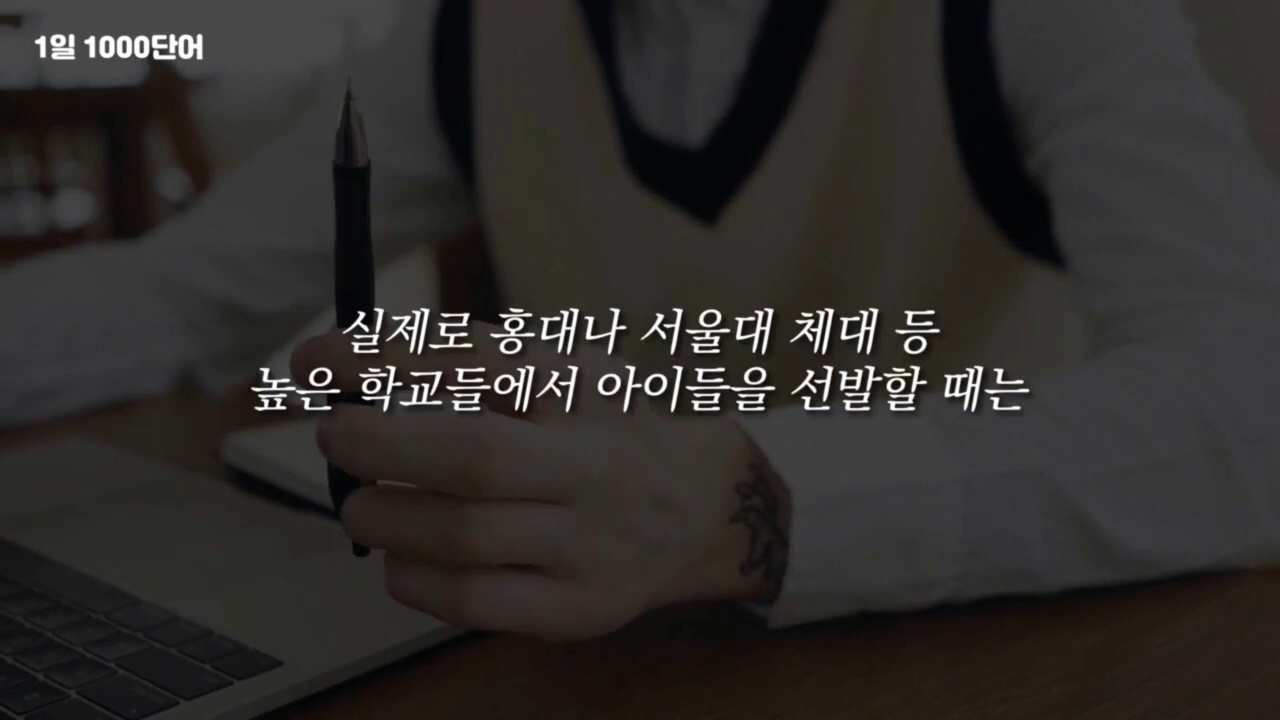 1일 1000단어
실제로 홍대나 서울대 체대 등
높은 학교들에서 아이들을 선발할 때는